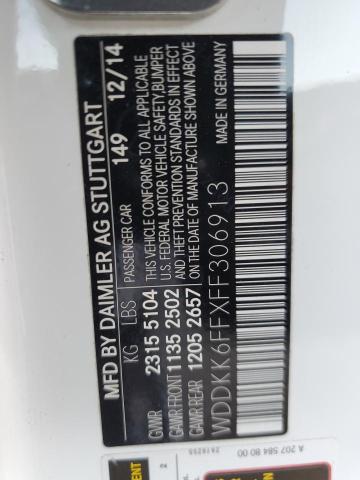 MFD BY DAIMLER AG STUTTGART
149 12/14
KG LBS PASSENGER CAR
GVWR 2315 5104
GAWR FRONT 1135 2502
GAWR REAR 1205 2657
THIS VEHICLE CONFORMS TO ALL APPLICABLE
U.S. FEDERAL MOTOR VEHICLE SAFETY,BUMPER
AND THEFT PREVENTION STANDARDS IN EFFECT
ON THE DATE OF MANUFACTURE SHOWN ABOVE
WDDKK6FFXFF306913
MADE IN GERMANY
A 207 584 80 00